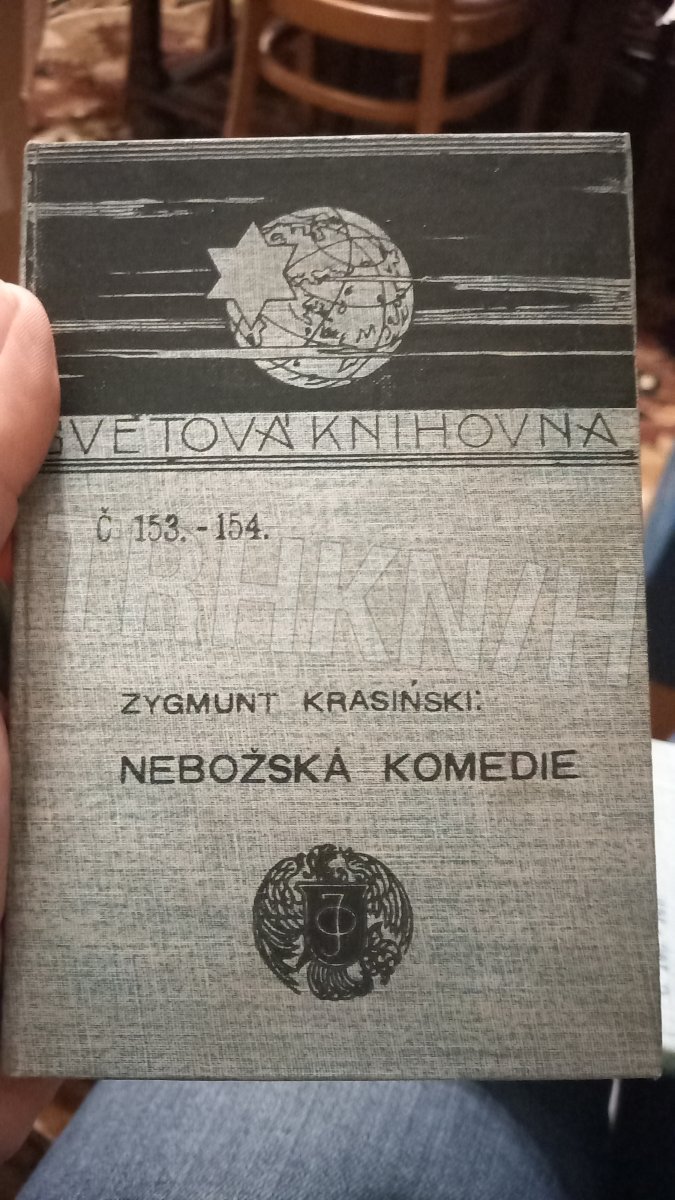 SVĚTOVÁ KNIHOVNA
Č 153.-154.
TRHKNIH
ZYGMUNT KRASIŃSKI:
NEBOŽSKÁ KOMEDIE